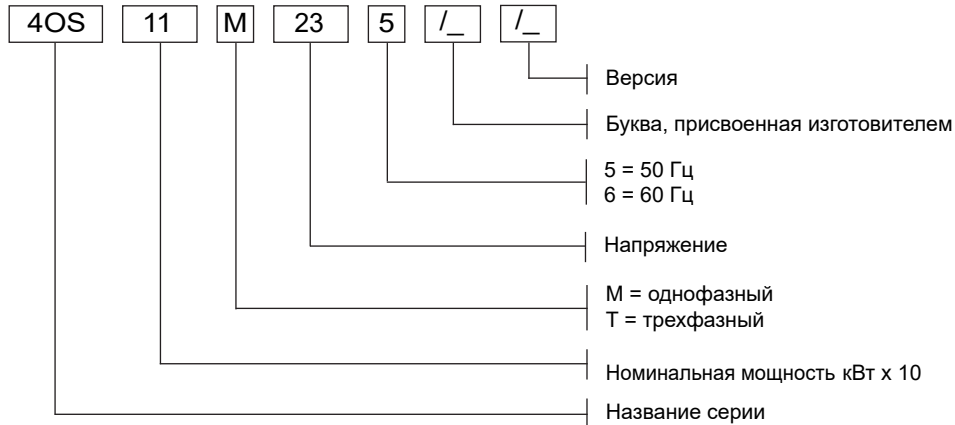 4OS 11 M 23 5 /_ /_
Версия
Буква, присвоенная изготовителем
5 = 50 Гц
6 = 60 Гц
Напряжение
М = однофазный
Т = трехфазный
Номинальная мощность кВт x 10
Название серии